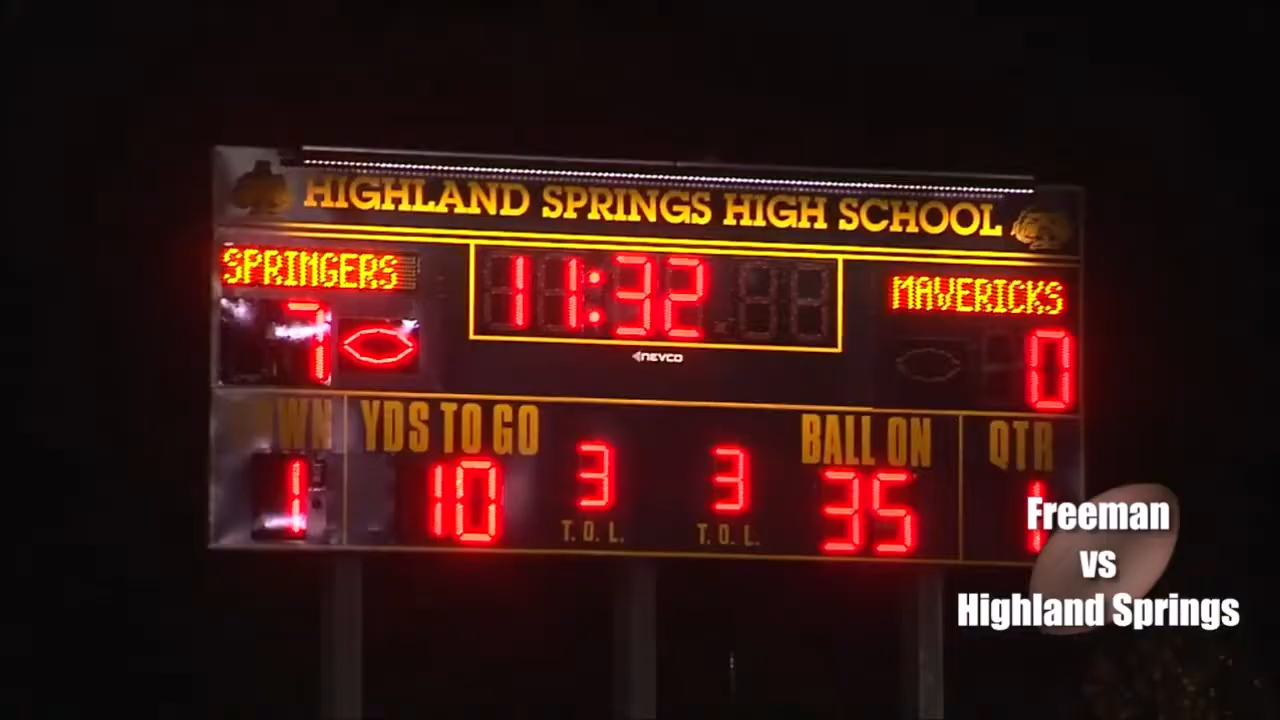 HIGHLAND SPRINGS HIGH SCHOOL
SPRINGERS 11:32 MAVERICKS
7 0
NEVCO
WN YDS TO GO BALL ON QTR
1 10 3 3 35 1
T.O.L. T.O.L.
Freeman
vs
Highland Springs